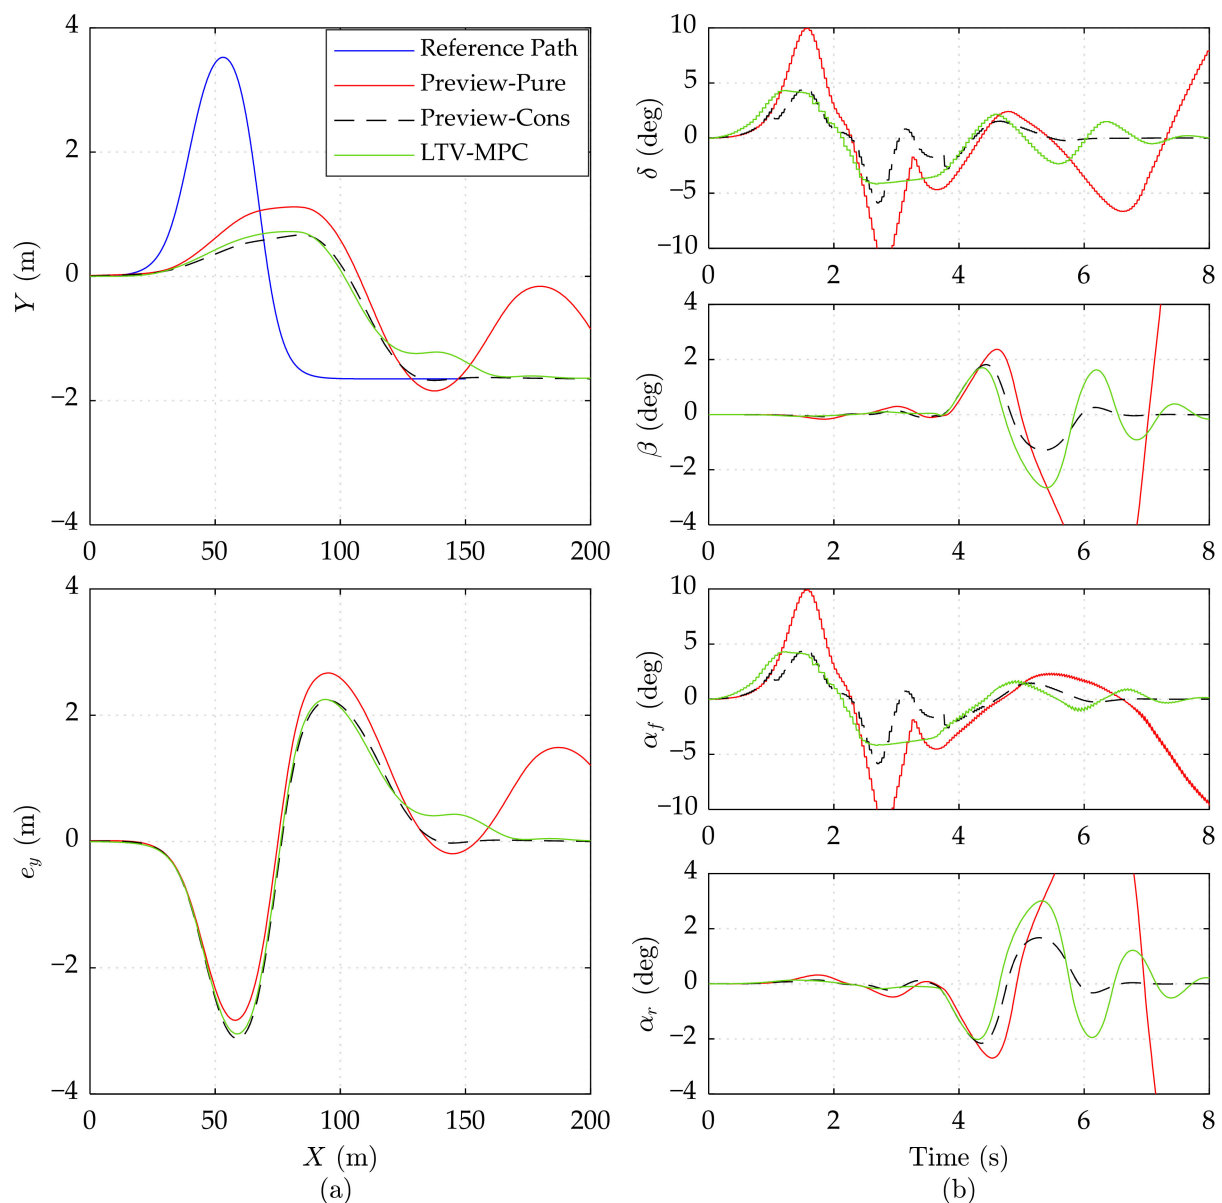 4
2
0
−2
−4
Y (m)
0 50 100 150 200
Reference Path
Preview-Pure
Preview-Cons
LTV-MPC
4
2
0
−2
−4
e_y (m)
0 50 100 150 200
X (m)
(a)
10
5
0
−5
−10
δ (deg)
0 2 4 6 8
4
2
0
−2
−4
β (deg)
0 2 4 6 8
10
5
0
−5
−10
α_f (deg)
0 2 4 6 8
4
2
0
−2
−4
α_r (deg)
0 2 4 6 8
Time (s)
(b)